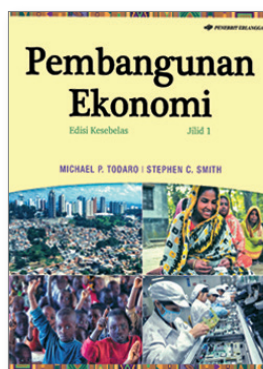 PENERBIT ERLANGGA
Pembangunan
Ekonomi
Edisi Kesebelas Jilid 1
MICHAEL P. TODARO | STEPHEN C. SMITH